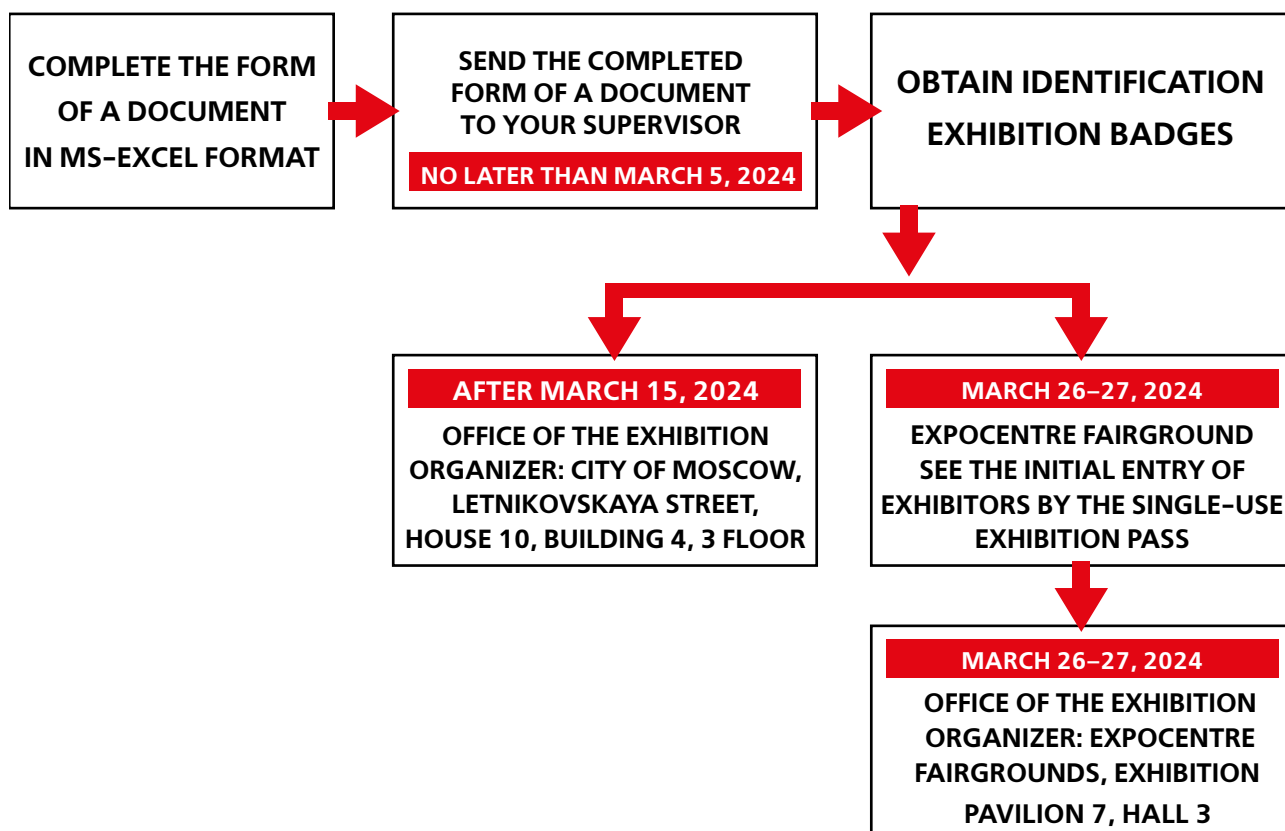 COMPLETE THE FORM
OF A DOCUMENT
IN MS-EXCEL FORMAT
SEND THE COMPLETED
FORM OF A DOCUMENT
TO YOUR SUPERVISOR
NO LATER THAN MARCH 5, 2024
OBTAIN IDENTIFICATION
EXHIBITION BADGES
AFTER MARCH 15, 2024
OFFICE OF THE EXHIBITION
ORGANIZER: CITY OF MOSCOW,
LETNIKOVSKAYA STREET,
HOUSE 10, BUILDING 4, 3 FLOOR
MARCH 26–27, 2024
EXPOCENTRE FAIRGROUND
SEE THE INITIAL ENTRY OF
EXHIBITORS BY THE SINGLE-USE
EXHIBITION PASS
MARCH 26–27, 2024
OFFICE OF THE EXHIBITION
ORGANIZER: EXPOCENTRE
FAIRGROUNDS, EXHIBITION
PAVILION 7, HALL 3